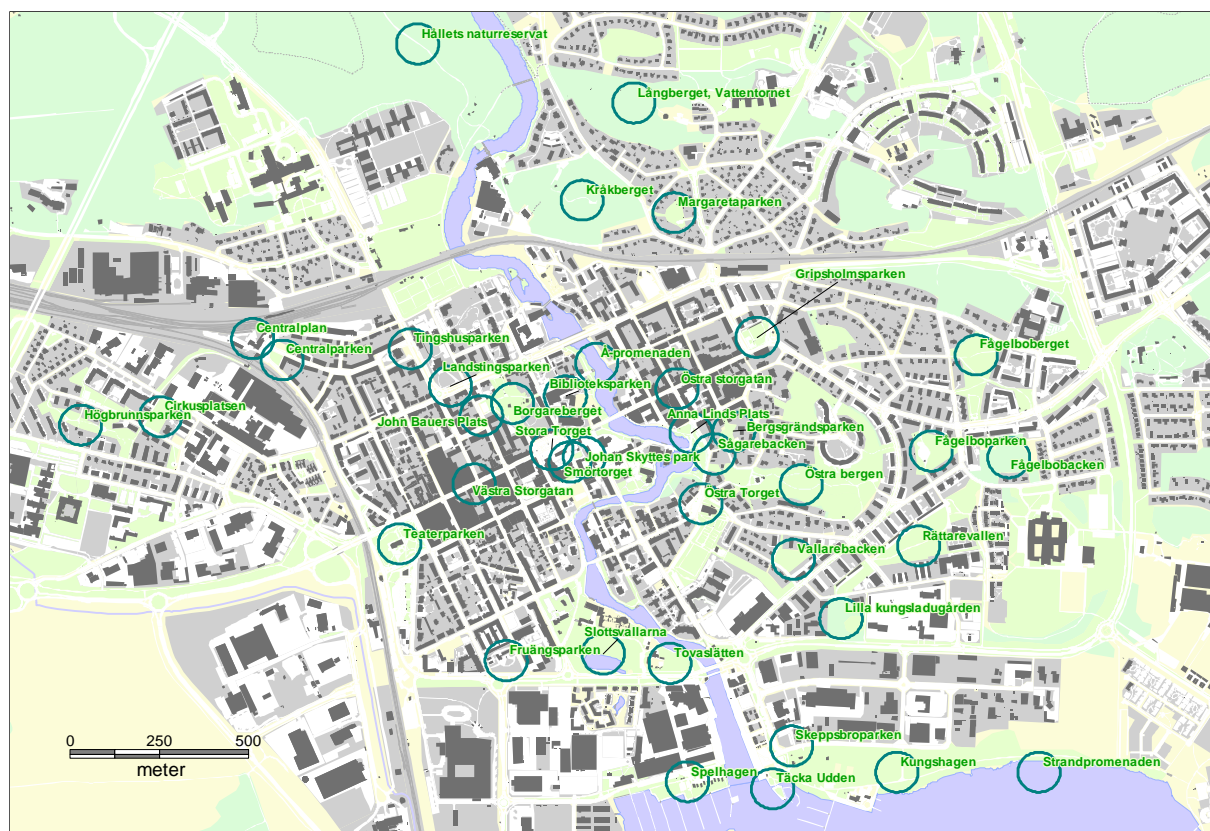 Hållets naturreservat
Långberget, Vattentornet
Kråkberget
Margaretaparken
Gripsholmsparken
Centralplan
Centralparken
Tingshusparken
Å-promenaden
Fågelboberget
Landstingsparken
Biblioteksparken
Östra storgatan
Högbrunnsparken
Cirkusplatsen
John Bauers Plats
Borgareberget
Anna Linds Plats
Bergsgrändsparken
Stora Torget
Sågarebacken
Fågelboparken
Johan Skyttes park
Smörtorget
Fågelbobacken
Västra Storgatan
Östra bergen
Östra Torget
Teaterparken
Rättarevallen
Vallarebacken
Lilla kungsladugården
Slottsvallarna
Fruängsparken
Tovaslätten
Skeppsbroparken
0 250 500
meter
Spelhagen
Täcka Udden
Kungshagen
Strandpromenaden